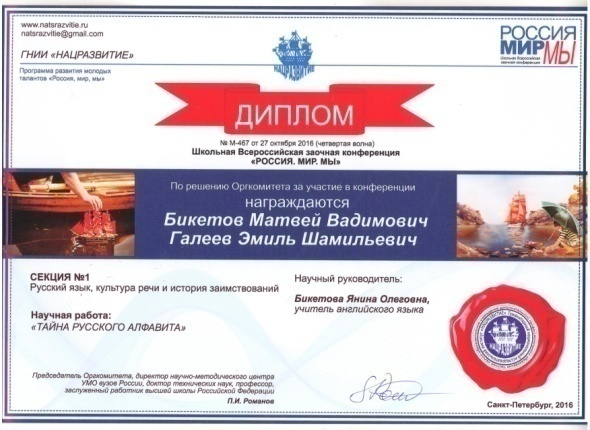 www.natsrazvitie.ru
natsrazvitie@gmail.com
ГНИИ «НАЦРАЗВИТИЕ»
Программа развития молодых
талантов «Россия, мир, мы»
НАЦРАЗВИТИЕ
РОССИЯ
МИР
МЫ
Школьная Всероссийская
заочная конференция
ДИПЛОМ
№ М-467 от 27 октября 2016 (четвертая волна)
Школьная Всероссийская заочная конференция
«РОССИЯ. МИР. МЫ»
По решению Оргкомитета за участие в конференции
награждаются
Бикетов Матвей Вадимович
Галеев Эмиль Шамильевич
СЕКЦИЯ №1
Русский язык, культура речи и история заимствований
Научная работа:
«ТАЙНА РУССКОГО АЛФАВИТА»
Научный руководитель:
Бикетова Янина Олеговна,
учитель английского языка
Председатель Оргкомитета, директор научно-методического центра
УМО вузов России, доктор технических наук, профессор,
заслуженный работник высшей школы Российской Федерации
П.И. Романов
НАЦРАЗВИТИЕ
Санкт-Петербург, 2016